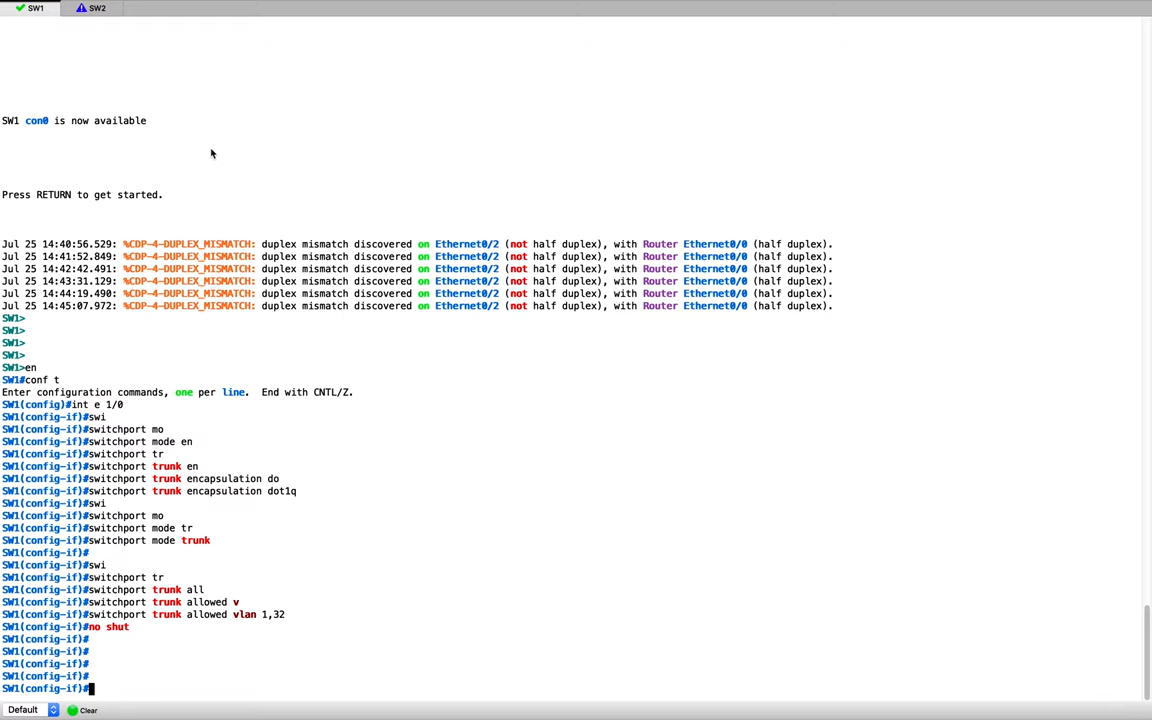 SW1 SW2
SW1 con0 is now available
Press RETURN to get started.
Jul 25 14:40:56.529: %CDP-4-DUPLEX_MISMATCH: duplex mismatch discovered on Ethernet0/2 (not half duplex), with Router Ethernet0/0 (half duplex).
Jul 25 14:41:52.849: %CDP-4-DUPLEX_MISMATCH: duplex mismatch discovered on Ethernet0/2 (not half duplex), with Router Ethernet0/0 (half duplex).
Jul 25 14:42:42.491: %CDP-4-DUPLEX_MISMATCH: duplex mismatch discovered on Ethernet0/2 (not half duplex), with Router Ethernet0/0 (half duplex).
Jul 25 14:43:31.129: %CDP-4-DUPLEX_MISMATCH: duplex mismatch discovered on Ethernet0/2 (not half duplex), with Router Ethernet0/0 (half duplex).
Jul 25 14:44:19.490: %CDP-4-DUPLEX_MISMATCH: duplex mismatch discovered on Ethernet0/2 (not half duplex), with Router Ethernet0/0 (half duplex).
Jul 25 14:45:07.972: %CDP-4-DUPLEX_MISMATCH: duplex mismatch discovered on Ethernet0/2 (not half duplex), with Router Ethernet0/0 (half duplex).
SW1>
SW1>
SW1>
SW1>
SW1>en
SW1#conf t
Enter configuration commands, one per line.  End with CNTL/Z.
SW1(config)#int e 1/0
SW1(config-if)#swi
SW1(config-if)#switchport mo
SW1(config-if)#switchport mode en
SW1(config-if)#switchport tr
SW1(config-if)#switchport trunk en
SW1(config-if)#switchport trunk encapsulation do
SW1(config-if)#switchport trunk encapsulation dot1q
SW1(config-if)#swi
SW1(config-if)#switchport mo
SW1(config-if)#switchport mode tr
SW1(config-if)#switchport mode trunk
SW1(config-if)#
SW1(config-if)#swi
SW1(config-if)#switchport tr
SW1(config-if)#switchport trunk all
SW1(config-if)#switchport trunk allowed v
SW1(config-if)#switchport trunk allowed vlan 1,32
SW1(config-if)#no shut
SW1(config-if)#
SW1(config-if)#
SW1(config-if)#
SW1(config-if)#
SW1(config-if)#
Default Clear